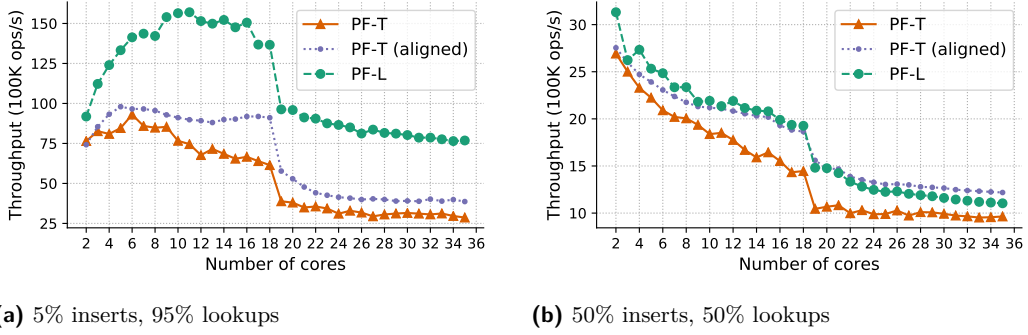 Throughput (100K ops/s)
150
125
100
75
50
25
PF-T
PF-T (aligned)
PF-L
2 4 6 8 10 12 14 16 18 20 22 24 26 28 30 32 34 36
Number of cores
(a) 5% inserts, 95% lookups
Throughput (100K ops/s)
30
25
20
15
10
PF-T
PF-T (aligned)
PF-L
2 4 6 8 10 12 14 16 18 20 22 24 26 28 30 32 34 36
Number of cores
(b) 50% inserts, 50% lookups